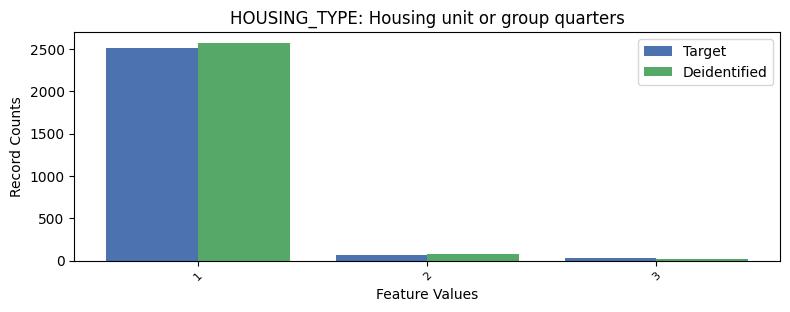 HOUSING_TYPE: Housing unit or group quarters
Target
Deidentified
Record Counts
2500
2000
1500
1000
500
0
1 2 3
Feature Values